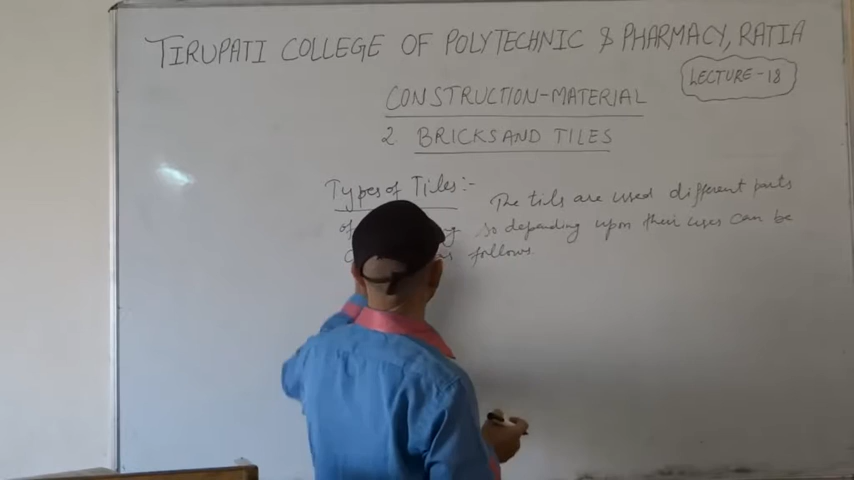 TIRUPATI COLLEGE OF POLYTECHNIC & PHARMACY, RATIA
LECTURE-18
CONSTRUCTION-MATERIAL
2 BRICKS AND TILES
Types of Tiles:- The tils are used different parts
of so depending upon their uses can be
follows